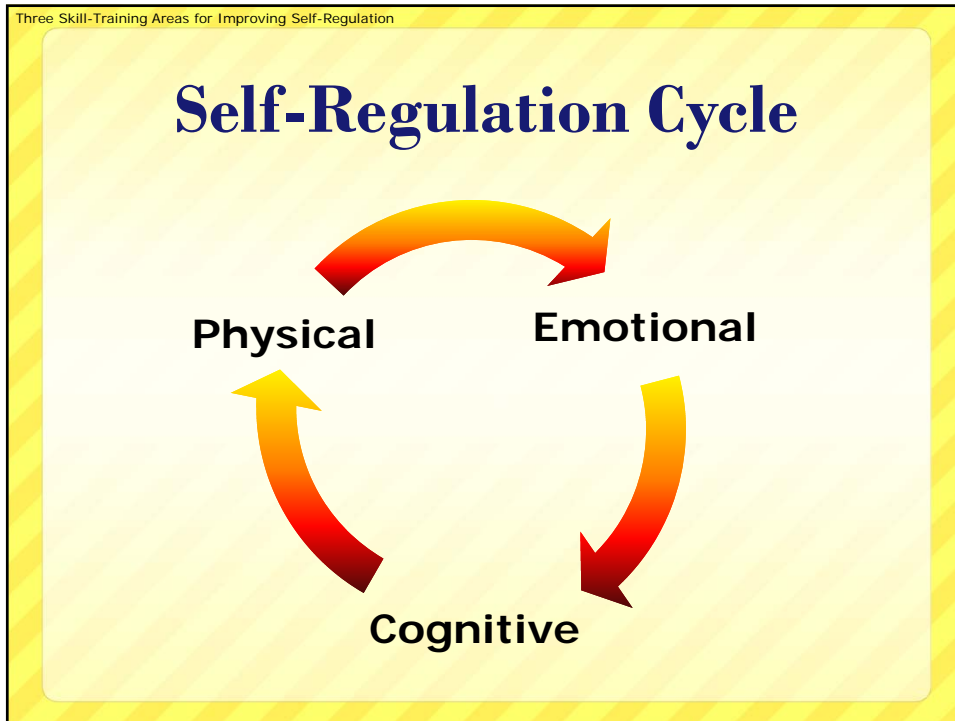 Three Skill-Training Areas for Improving Self-Regulation
Self-Regulation Cycle
Physical
Emotional
Cognitive